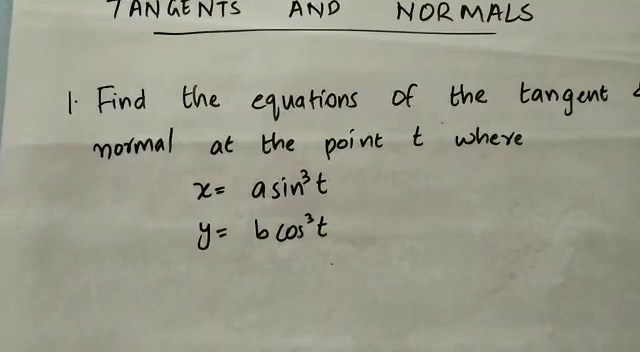 TANGENTS AND NORMALS
1. Find the equations of the tangent &
normal at the point t where
x= a sin³t
y= b cos³t